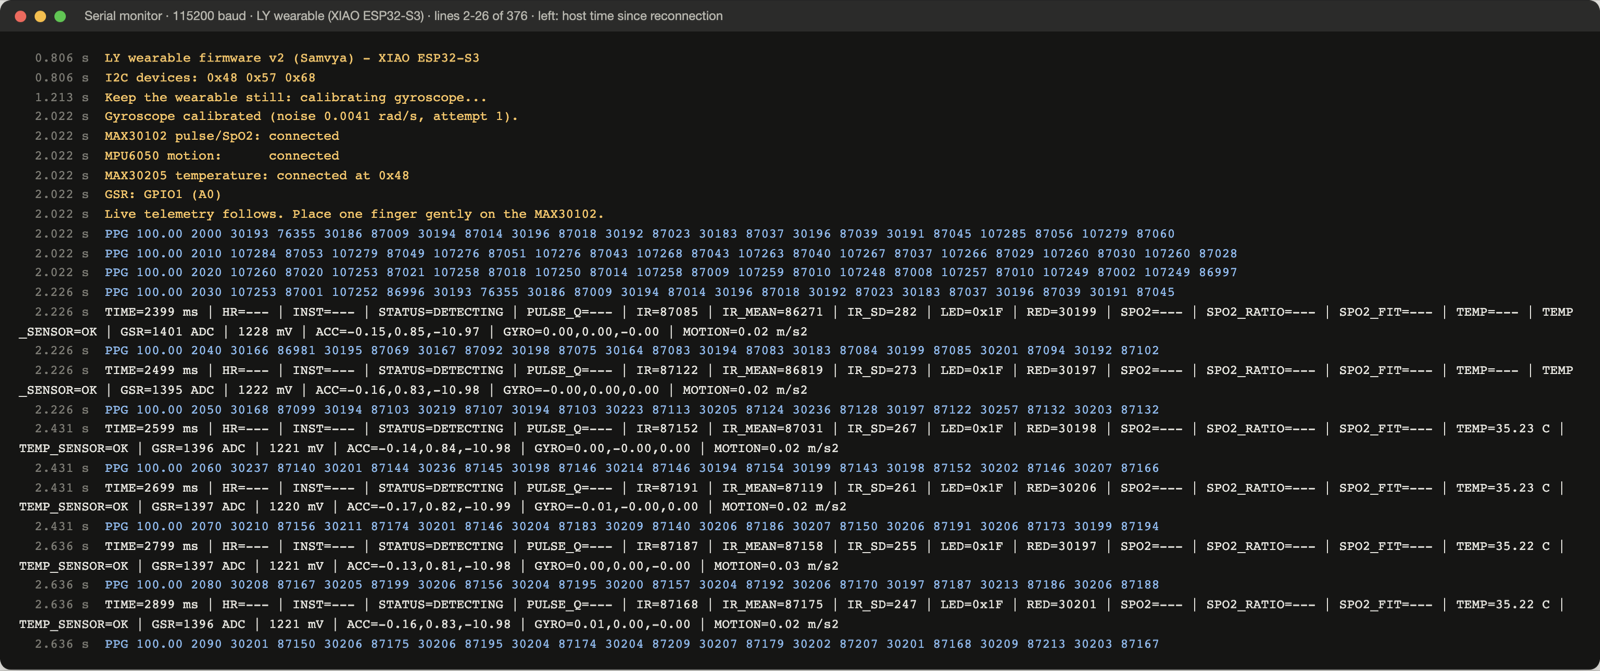 Serial monitor · 115200 baud · LY wearable (XIAO ESP32-S3) · lines 2-26 of 376 · left: host time since reconnection
0.806 s LY wearable firmware v2 (Samvya) - XIAO ESP32-S3
0.806 s I2C devices: 0x48 0x57 0x68
1.213 s Keep the wearable still: calibrating gyroscope...
2.022 s Gyroscope calibrated (noise 0.0041 rad/s, attempt 1).
2.022 s MAX30102 pulse/SpO2: connected
2.022 s MPU6050 motion: connected
2.022 s MAX30205 temperature: connected at 0x48
2.022 s GSR: GPIO1 (A0)
2.022 s Live telemetry follows. Place one finger gently on the MAX30102.
2.022 s PPG 100.00 2000 30193 76355 30186 87009 30194 87014 30196 87018 30192 87023 30183 87037 30196 87039 30191 87045 107285 87056 107279 87060
2.022 s PPG 100.00 2010 107284 87053 107279 87049 107276 87051 107276 87043 107268 87043 107263 87040 107267 87037 107266 87029 107260 87030 107260 87028
2.022 s PPG 100.00 2020 107260 87020 107253 87021 107258 87018 107250 87014 107258 87009 107259 87010 107248 87008 107257 87010 107249 87002 107249 86997
2.226 s PPG 100.00 2030 107253 87001 107252 86996 30193 76355 30186 87009 30194 87014 30196 87018 30192 87023 30183 87037 30196 87039 30191 87045
2.226 s TIME=2399 ms | HR=--- | INST=--- | STATUS=DETECTING | PULSE_Q=--- | IR=87085 | IR_MEAN=86271 | IR_SD=282 | LED=0x1F | RED=30199 | SPO2=--- | SPO2_RATIO=--- | SPO2_FIT=--- | TEMP=--- | TEMP
_SENSOR=OK | GSR=1401 ADC | 1228 mV | ACC=-0.15,0.85,-10.97 | GYRO=0.00,0.00,-0.00 | MOTION=0.02 m/s2
2.226 s PPG 100.00 2040 30166 86981 30195 87069 30167 87092 30198 87075 30164 87083 30194 87083 30183 87084 30199 87085 30201 87094 30192 87102
2.226 s TIME=2499 ms | HR=--- | INST=--- | STATUS=DETECTING | PULSE_Q=--- | IR=87122 | IR_MEAN=86819 | IR_SD=273 | LED=0x1F | RED=30197 | SPO2=--- | SPO2_RATIO=--- | SPO2_FIT=--- | TEMP=--- | TEMP
_SENSOR=OK | GSR=1395 ADC | 1222 mV | ACC=-0.16,0.83,-10.98 | GYRO=-0.00,0.00,0.00 | MOTION=0.02 m/s2
2.226 s PPG 100.00 2050 30168 87099 30194 87103 30219 87107 30194 87103 30223 87113 30205 87124 30236 87128 30197 87122 30257 87132 30203 87132
2.431 s TIME=2599 ms | HR=--- | INST=--- | STATUS=DETECTING | PULSE_Q=--- | IR=87152 | IR_MEAN=87031 | IR_SD=267 | LED=0x1F | RED=30198 | SPO2=--- | SPO2_RATIO=--- | SPO2_FIT=--- | TEMP=35.23 C |
TEMP_SENSOR=OK | GSR=1396 ADC | 1221 mV | ACC=-0.14,0.84,-10.98 | GYRO=0.00,-0.00,0.00 | MOTION=0.02 m/s2
2.431 s PPG 100.00 2060 30237 87140 30201 87144 30236 87145 30198 87146 30214 87146 30194 87154 30199 87143 30198 87152 30202 87146 30207 87166
2.431 s TIME=2699 ms | HR=--- | INST=--- | STATUS=DETECTING | PULSE_Q=--- | IR=87191 | IR_MEAN=87119 | IR_SD=261 | LED=0x1F | RED=30206 | SPO2=--- | SPO2_RATIO=--- | SPO2_FIT=--- | TEMP=35.23 C |
TEMP_SENSOR=OK | GSR=1397 ADC | 1220 mV | ACC=-0.17,0.82,-10.99 | GYRO=-0.01,-0.00,0.00 | MOTION=0.02 m/s2
2.431 s PPG 100.00 2070 30210 87156 30211 87174 30201 87146 30204 87183 30209 87140 30206 87186 30207 87150 30206 87191 30206 87173 30199 87194
2.636 s TIME=2799 ms | HR=--- | INST=--- | STATUS=DETECTING | PULSE_Q=--- | IR=87187 | IR_MEAN=87158 | IR_SD=255 | LED=0x1F | RED=30197 | SPO2=--- | SPO2_RATIO=--- | SPO2_FIT=--- | TEMP=35.22 C |
TEMP_SENSOR=OK | GSR=1397 ADC | 1221 mV | ACC=-0.13,0.81,-10.98 | GYRO=0.00,0.00,-0.00 | MOTION=0.03 m/s2
2.636 s PPG 100.00 2080 30208 87167 30205 87199 30206 87156 30204 87195 30200 87157 30204 87192 30206 87170 30197 87187 30213 87186 30206 87188
2.636 s TIME=2899 ms | HR=--- | INST=--- | STATUS=DETECTING | PULSE_Q=--- | IR=87168 | IR_MEAN=87175 | IR_SD=247 | LED=0x1F | RED=30201 | SPO2=--- | SPO2_RATIO=--- | SPO2_FIT=--- | TEMP=35.22 C |
TEMP_SENSOR=OK | GSR=1396 ADC | 1221 mV | ACC=-0.16,0.83,-10.98 | GYRO=0.01,0.00,-0.00 | MOTION=0.02 m/s2
2.636 s PPG 100.00 2090 30201 87150 30206 87175 30206 87195 30204 87174 30204 87209 30207 87179 30202 87207 30201 87168 30209 87213 30203 87167